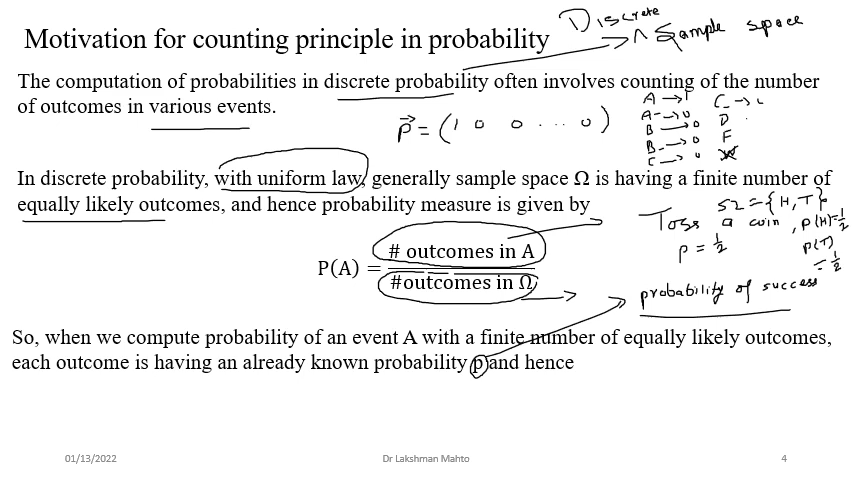 Discrete
Sample space
Motivation for counting principle in probability
The computation of probabilities in discrete probability often involves counting of the number
of outcomes in various events.
P = (1 0 0 ... 0)
A → 1
A- → 0
B → 0
B- → 0
C → 0
C- →
D
F
In discrete probability, with uniform law, generally sample space Ω is having a finite number of
equally likely outcomes, and hence probability measure is given by
Ω = {H, T}
Toss a coin, P(H)=1/2
p = 1/2
P(T) = 1/2
P(A) = # outcomes in A / #outcomes in Ω
probability of success
So, when we compute probability of an event A with a finite number of equally likely outcomes,
each outcome is having an already known probability p and hence
01/13/2022
Dr Lakshman Mahto
4